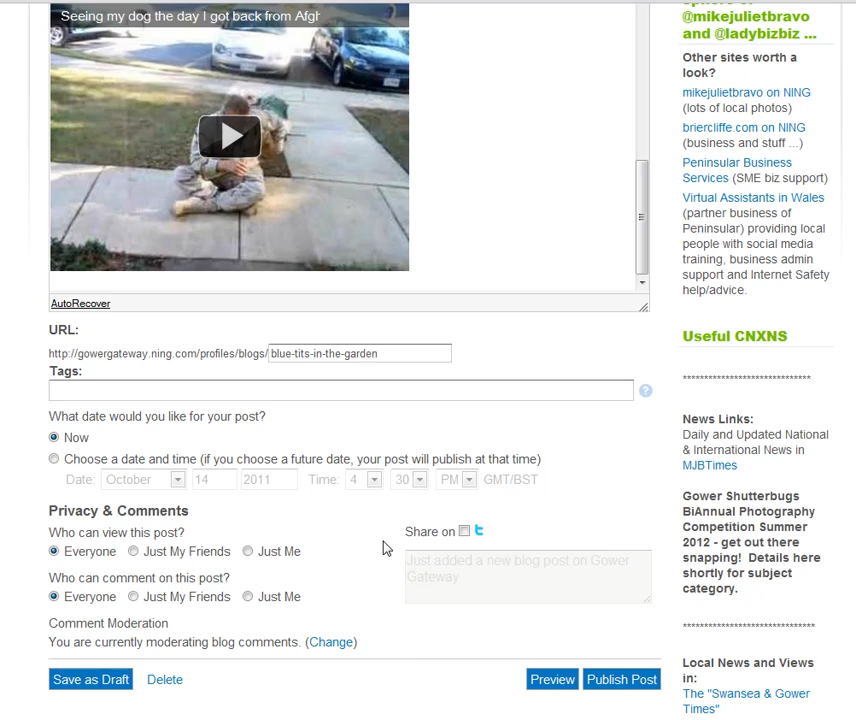 Seeing my dog the day I got back from Afgh
AutoRecover
URL:
http://gowergateway.ning.com/profiles/blogs/ blue-tits-in-the-garden
Tags:
?
What date would you like for your post?
Now
Choose a date and time (if you choose a future date, your post will publish at that time)
Date: October 14 2011 Time: 4 30 PM GMT/BST
Privacy & Comments
Who can view this post?
Everyone Just My Friends Just Me
Who can comment on this post?
Everyone Just My Friends Just Me
Share on
Just added a new blog post on Gower
Gateway
Comment Moderation
You are currently moderating blog comments. (Change)
Save as Draft Delete Preview Publish Post
@mikejulietbravo
and @ladybizbiz ...
Other sites worth a
look?
mikejulietbravo on NING
(lots of local photos)
briercliffe.com on NING
(business and stuff ...)
Peninsular Business
Services (SME biz support)
Virtual Assistants in Wales
(partner business of
Peninsular) providing local
people with social media
training, business admin
support and Internet Safety
help/advice.
Useful CNXNS
******************************
News Links:
Daily and Updated National
& International News in
MJBTimes
Gower Shutterbugs
BiAnnual Photography
Competition Summer
2012 - get out there
snapping! Details here
shortly for subject
category.
*******************************
Local News and Views
in:
The "Swansea & Gower
Times"